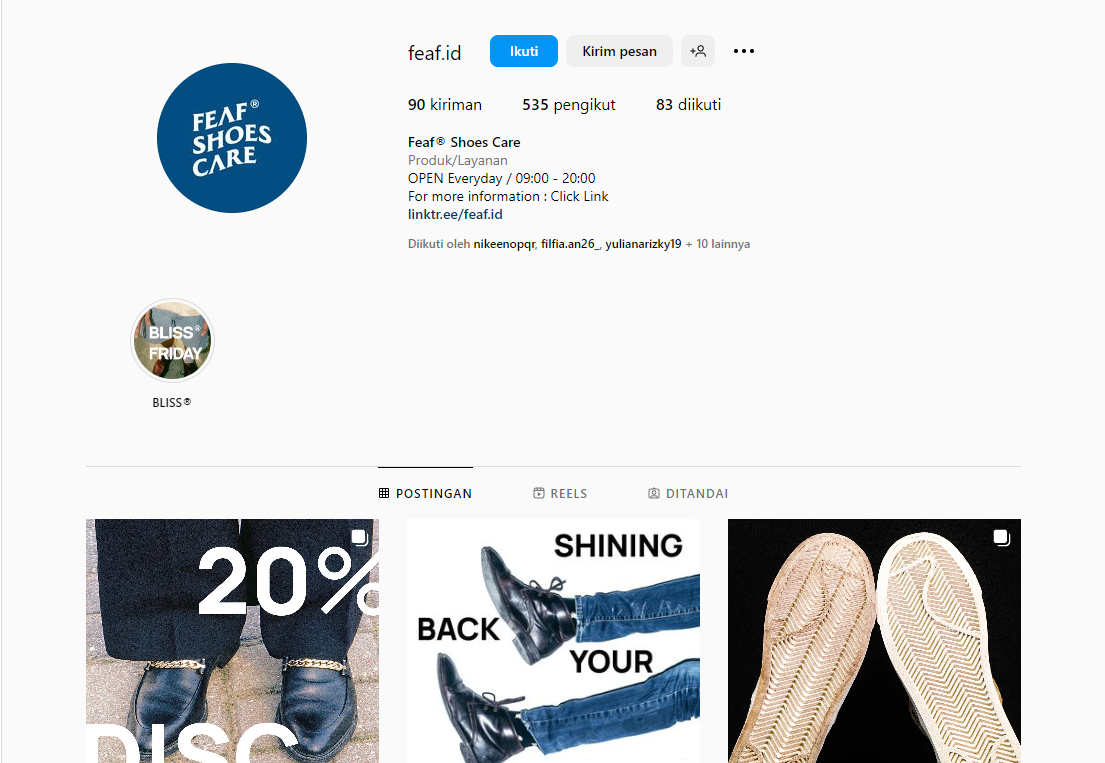 feaf.id Ikuti Kirim pesan
FEAF®
SHOES
CARE
90 kiriman 535 pengikut 83 diikuti
Feaf® Shoes Care
Produk/Layanan
OPEN Everyday / 09:00 - 20:00
For more information : Click Link
linktr.ee/feaf.id
Diikuti oleh nikeenopqr, filfia.an26_, yulianarizky19 + 10 lainnya
BLISS®
FRIDAY
BLISS®
POSTINGAN REELS DITANDAI
20%
DISC
SHINING
BACK
YOUR